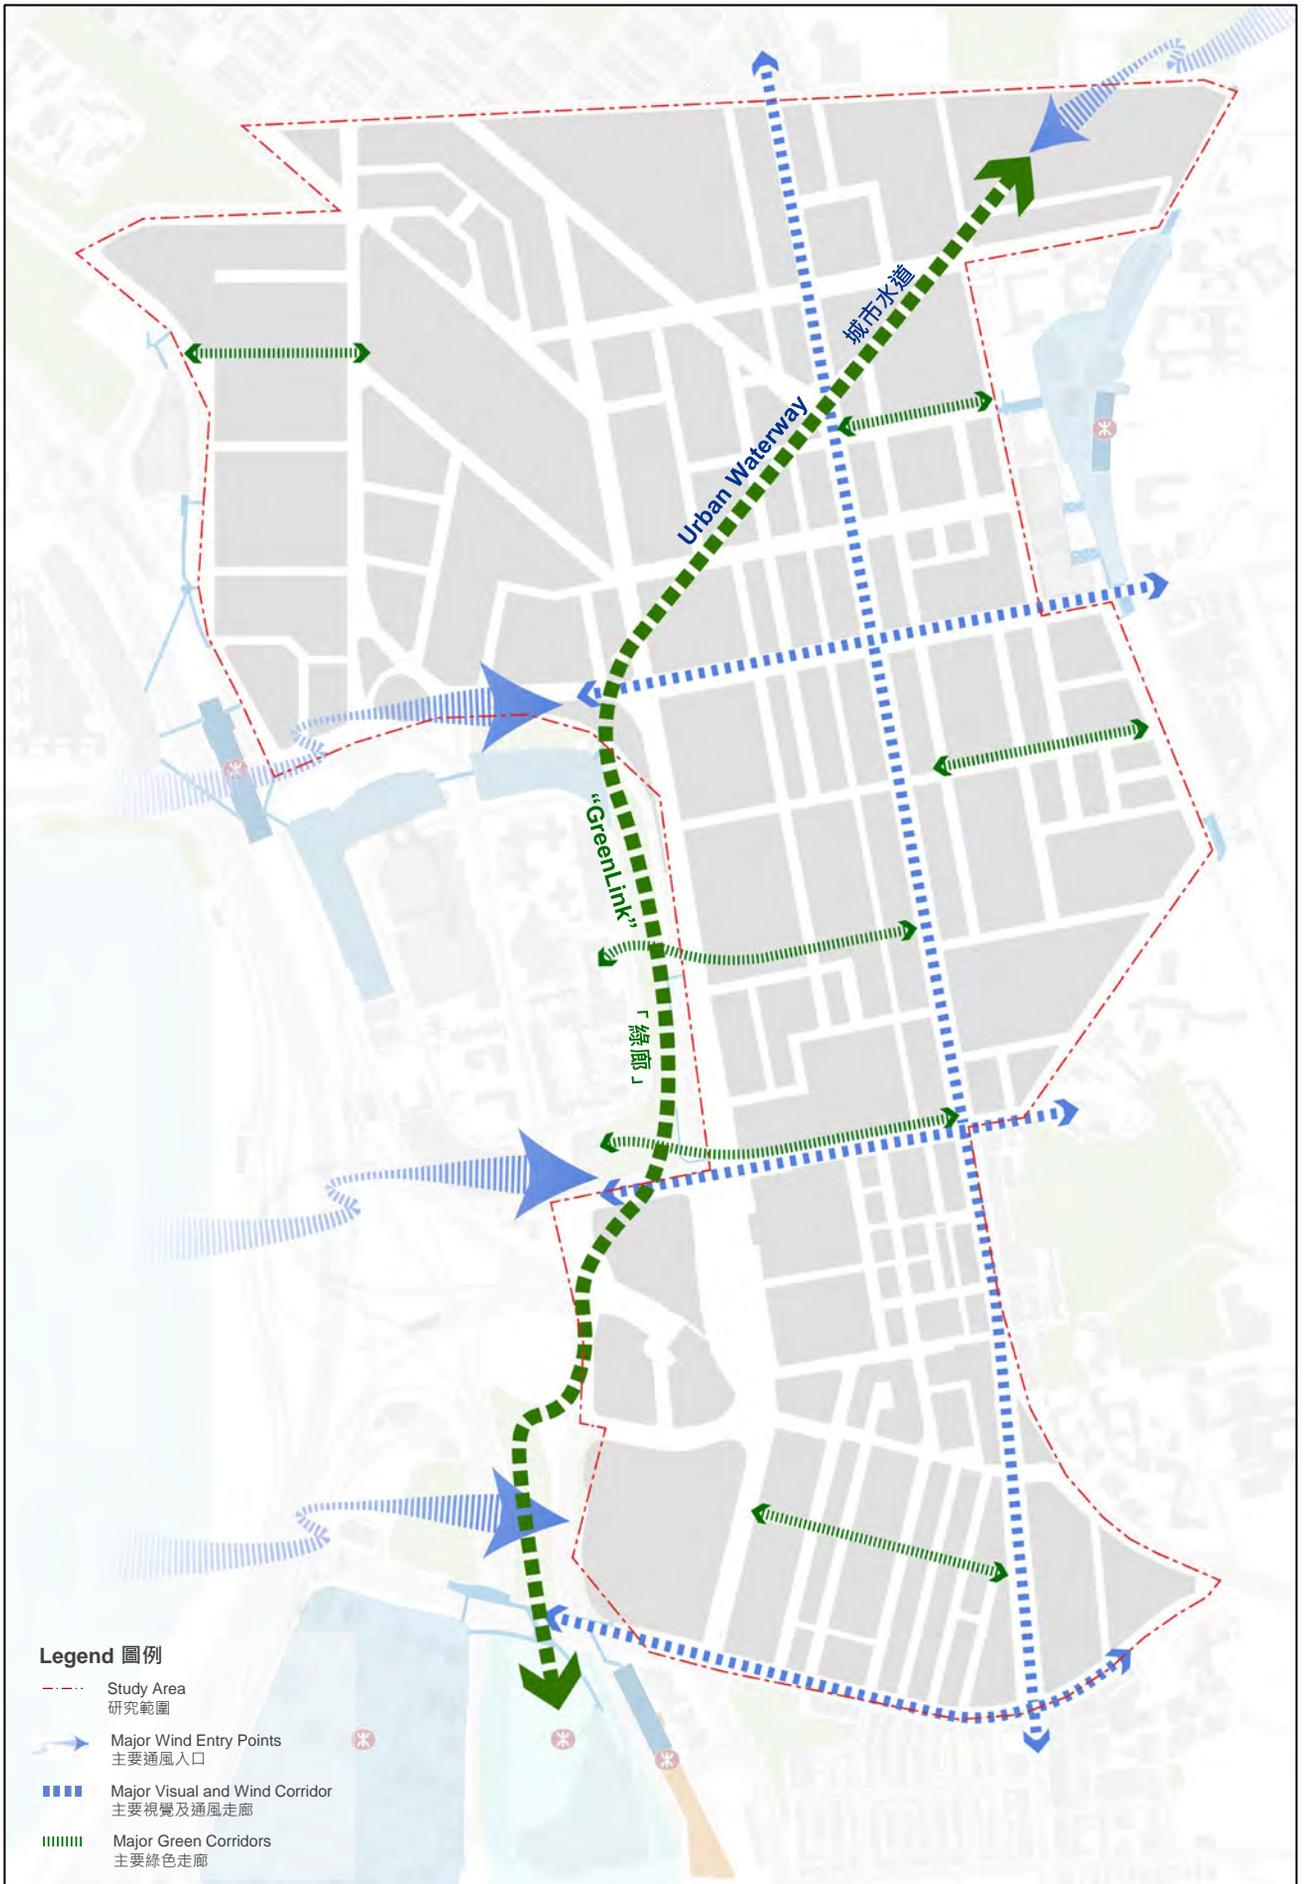 城市水道
Urban Waterway
“GreenLink”
「綠廊」
Legend 圖例
Study Area
研究範圍
Major Wind Entry Points
主要通風入口
Major Visual and Wind Corridor
主要視覺及通風走廊
Major Green Corridors
主要綠色走廊